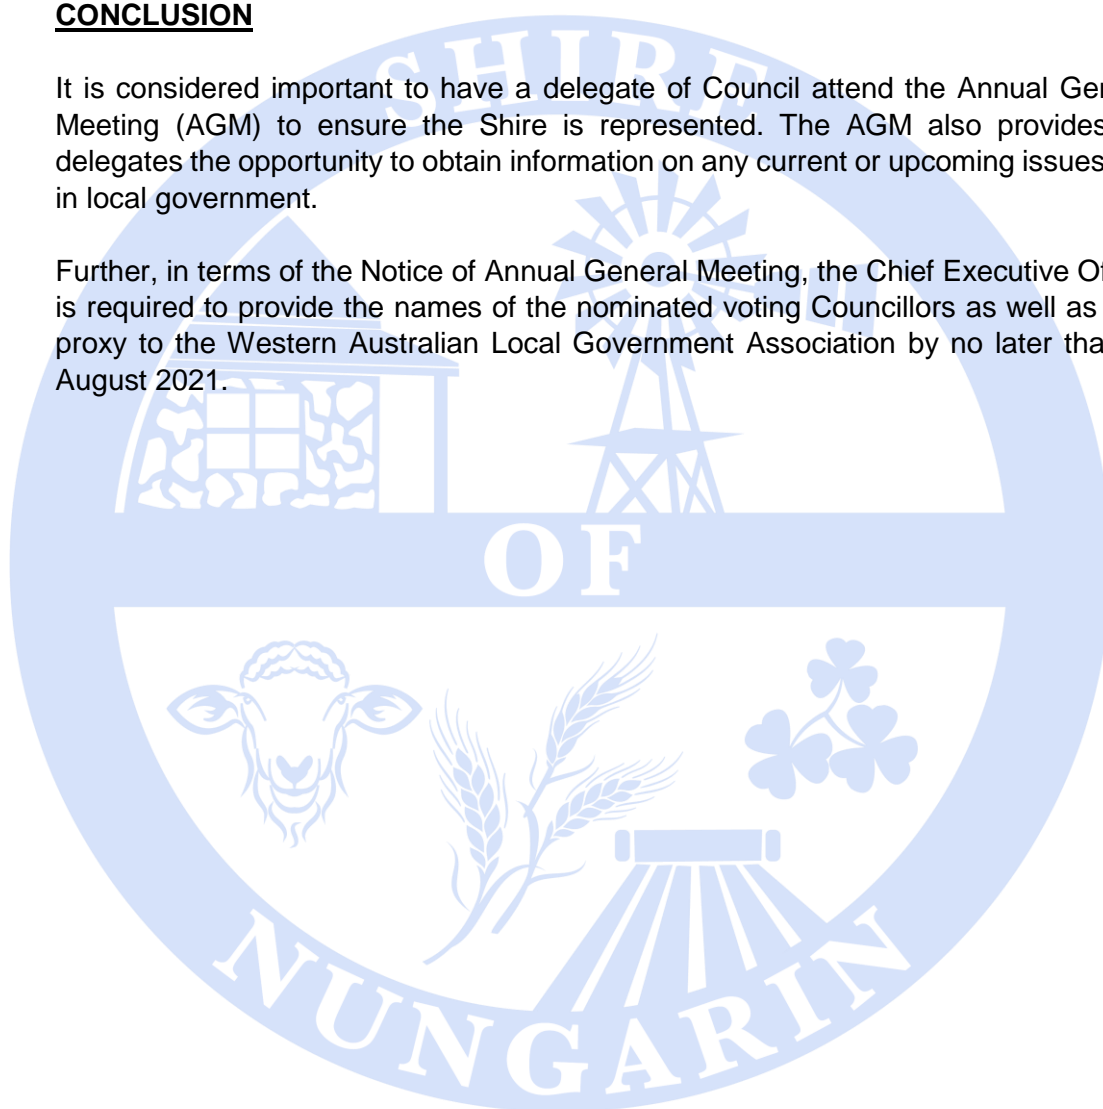 CONCLUSION
It is considered important to have a delegate of Council attend the Annual Ge
Meeting (AGM) to ensure the Shire is represented. The AGM also provides
delegates the opportunity to obtain information on any current or upcoming issues
in local government.
Further, in terms of the Notice of Annual General Meeting, the Chief Executive Of
is required to provide the names of the nominated voting Councillors as well as
proxy to the Western Australian Local Government Association by no later tha
August 2021.
SHIRE
OF
NUNGARIN